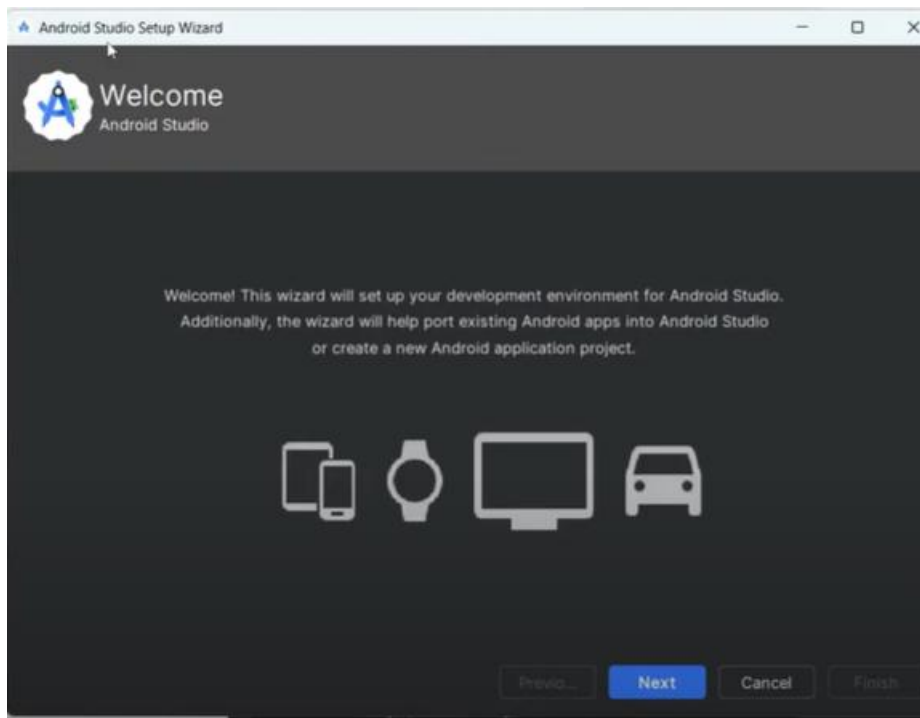 Android Studio Setup Wizard
Welcome
Android Studio
Welcome! This wizard will set up your development environment for Android Studio.
Additionally, the wizard will help port existing Android apps into Android Studio
or create a new Android application project.
Previo... Next Cancel Finish